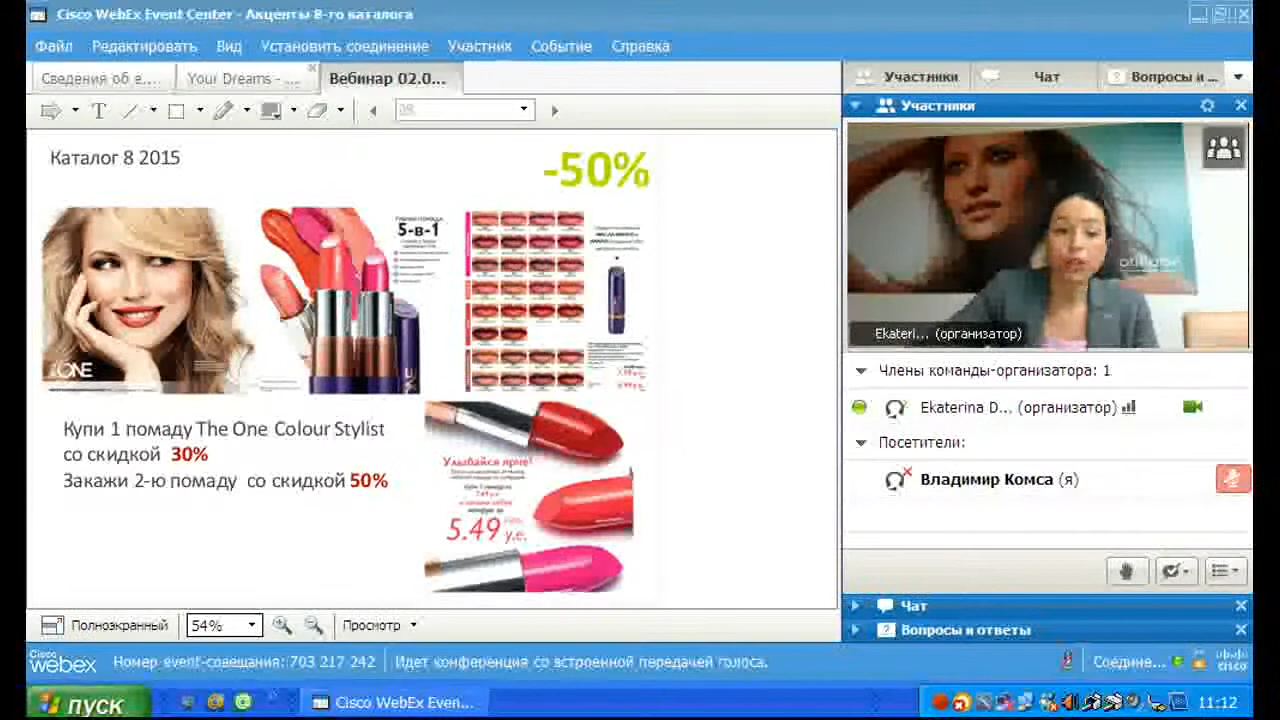 Cisco WebEx Event Center - Акценты 8-го каталога
Файл Редактировать Вид Установить соединение Участник Событие Справка
Сведения об е.... Your Dreams - .... Вебинар 02.0...
Участники Чат Вопросы и ...
Участники
Каталог 8 2015
-50%
5-в-1
ONE
Купи 1 помаду The One Colour Stylist
со скидкой 30%
Закажи 2-ю помаду со скидкой 50%
Улыбайся ярче!
5.49 у.е.
Ekateri... (организатор)
Члены команды-организатора: 1
Ekaterina D... (организатор)
Посетители:
Владимир Комса (я)
Чат
Вопросы и ответы
Полноэкранный 54% Просмотр
Cisco webex Номер event-совещания: 703 217 242 Идет конференция со встроенной передачей голоса. Соедине... cisco
пуск Cisco WebEx Even... 11:12